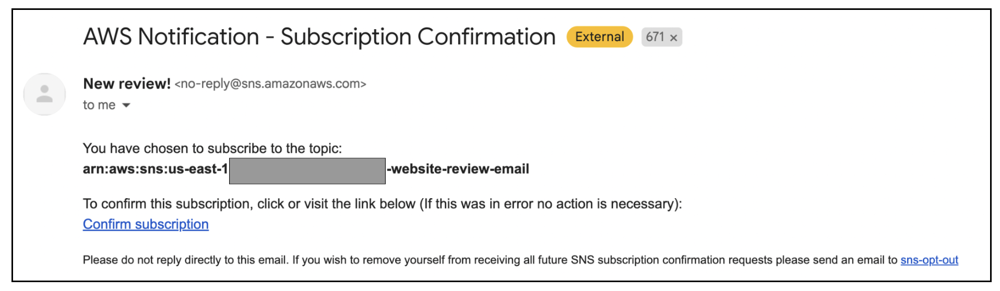 AWS Notification - Subscription Confirmation External 671 ×
New review! <no-reply@sns.amazonaws.com>
to me
You have chosen to subscribe to the topic:
arn:aws:sns:us-east-1 -website-review-email
To confirm this subscription, click or visit the link below (If this was in error no action is necessary):
Confirm subscription
Please do not reply directly to this email. If you wish to remove yourself from receiving all future SNS subscription confirmation requests please send an email to sns-opt-out